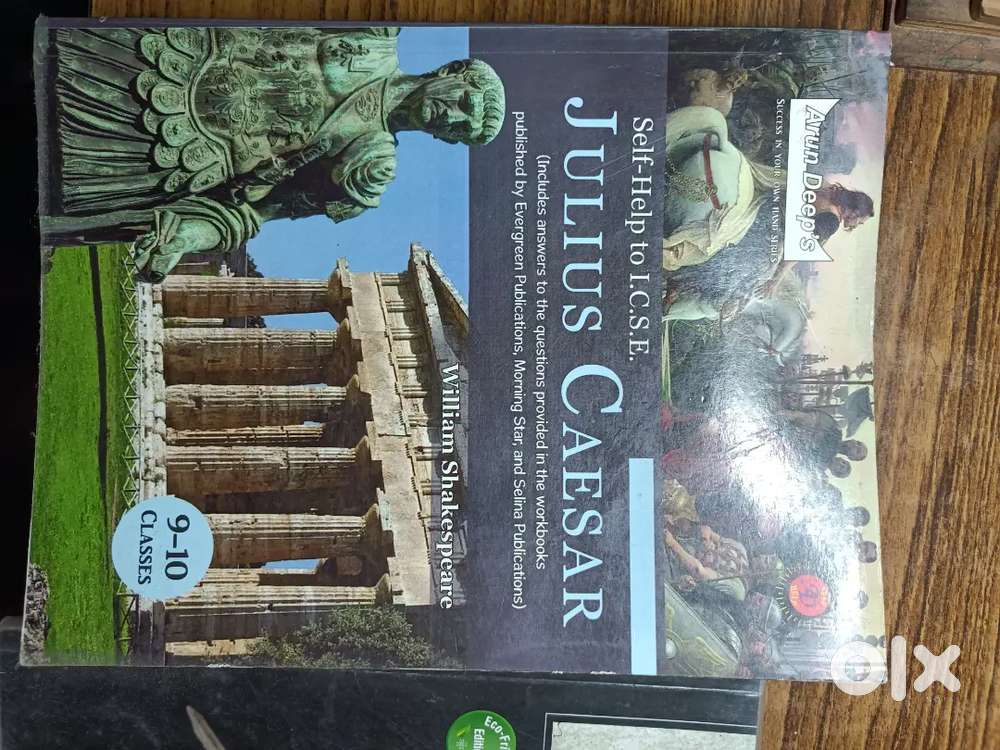 Arun Deep's
SUCCESS IN YOUR OWN HAND SERIES
Self-Help to I.C.S.E.
JULIUS CAESAR
(Includes answers to the questions provided in the workbooks
published by Evergreen Publications, Morning Star, and Selina Publications)
William Shakespeare
9–10
CLASSES
olx